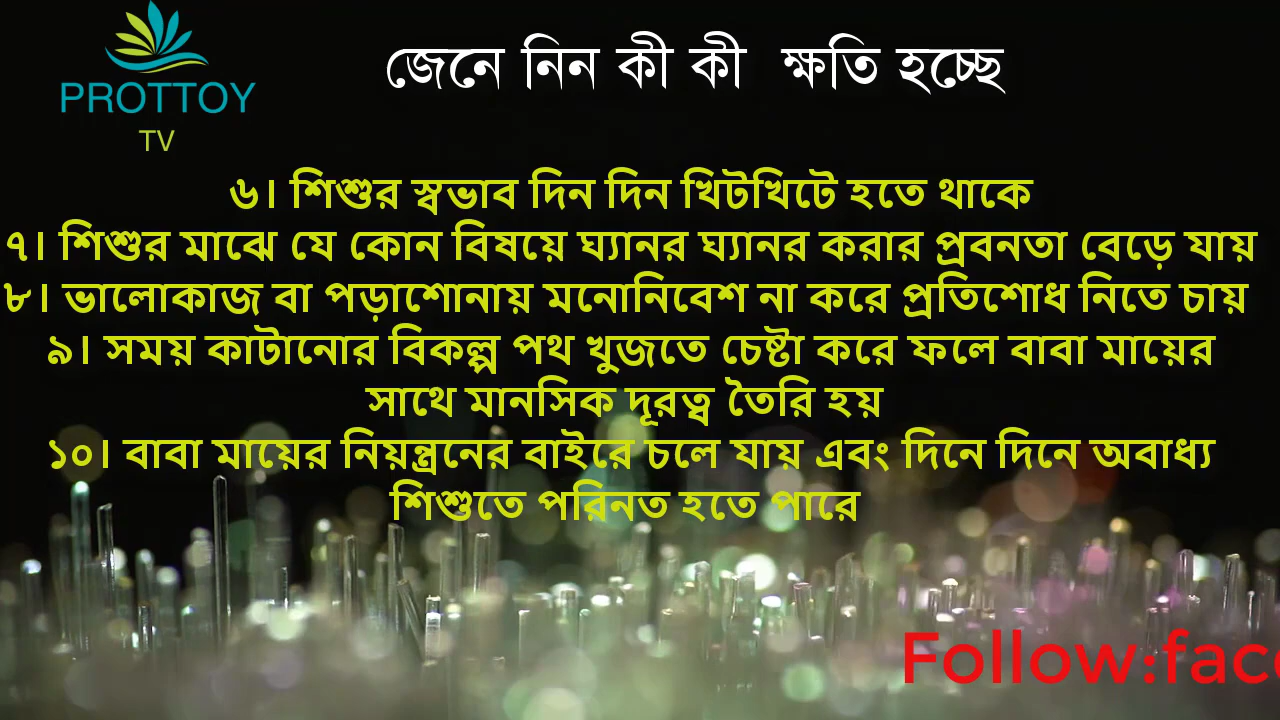 PROTTOY
TV
জেনে নিন কী কী ক্ষতি হচ্ছে
৬। শিশুর স্বভাব দিন দিন খিটখিটে হতে থাকে
৭। শিশুর মাঝে যে কোন বিষয়ে ঘ্যানর ঘ্যানর করার প্রবনতা বেড়ে যায়
৮। ভালোকাজ বা পড়াশোনায় মনোনিবেশ না করে প্রতিশোধ নিতে চায়
৯। সময় কাটানোর বিকল্প পথ খুজতে চেষ্টা করে ফলে বাবা মায়ের
সাথে মানসিক দূরত্ব তৈরি হয়
১০। বাবা মায়ের নিয়ন্ত্রনের বাইরে চলে যায় এবং দিনে দিনে অবাধ্য
শিশুতে পরিনত হতে পারে
Follow:face